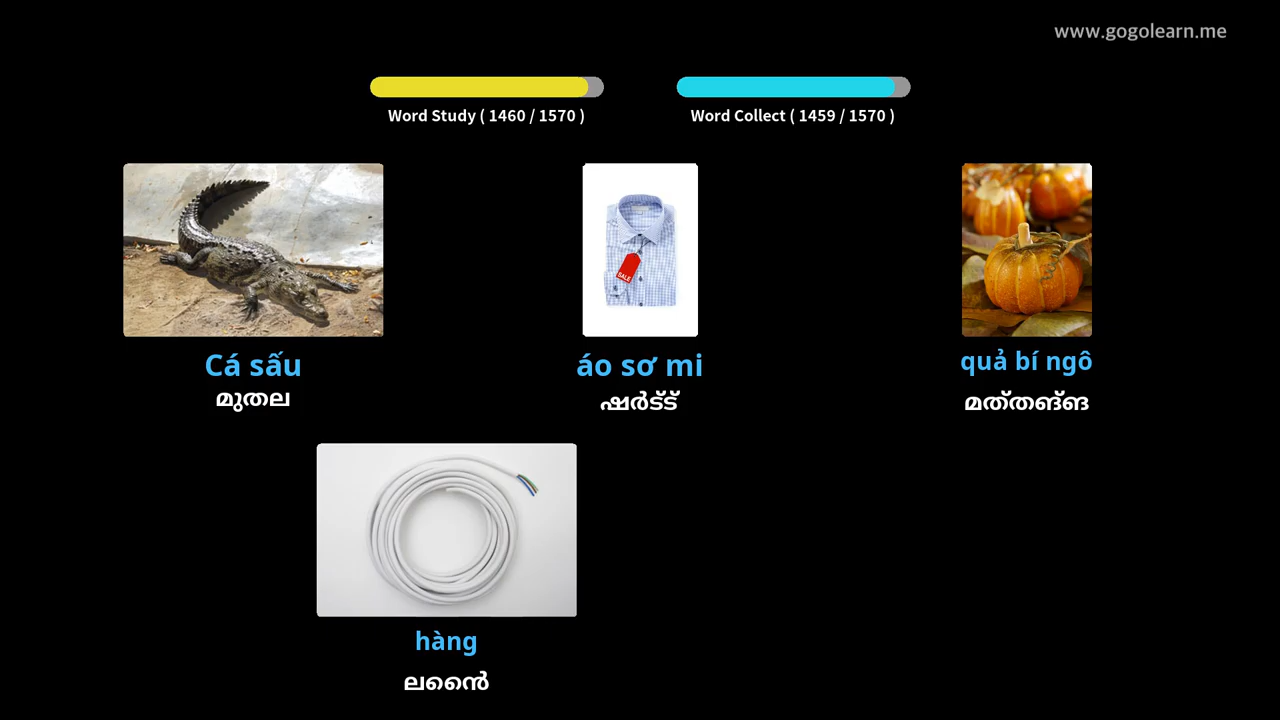 www.gogolearn.me
Word Study ( 1460 / 1570 )
Word Collect ( 1459 / 1570 )
SALE
Cá sấu
മുതല
áo sơ mi
ഷർട്ട്
quả bí ngô
മത്തങ്ങ
hàng
ലൈൻ